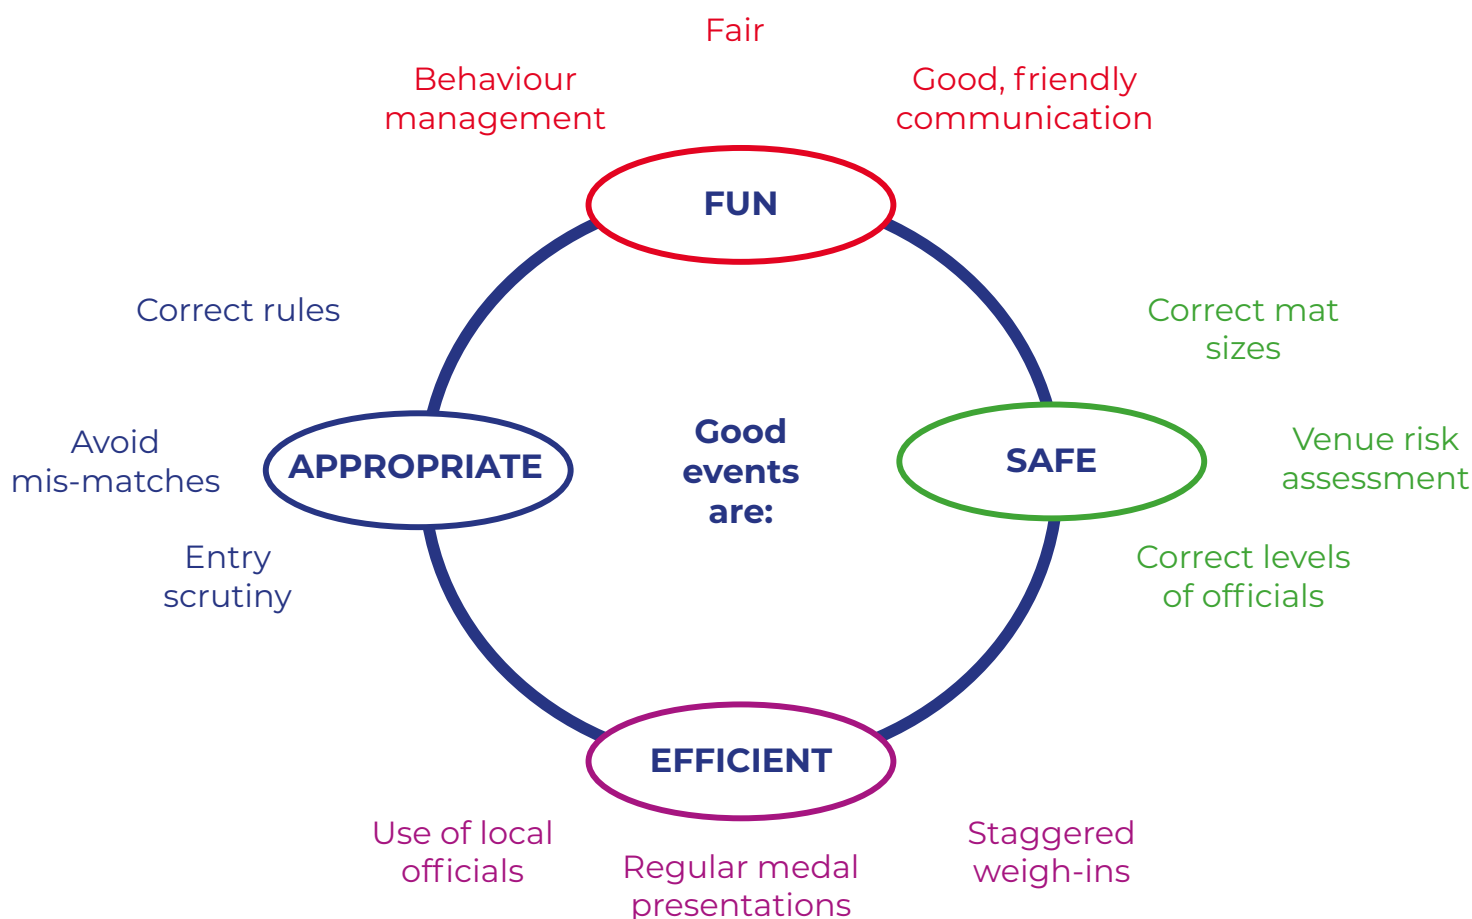 Fair
Behaviour
management
Good, friendly
communication
FUN
Correct rules
Correct mat
sizes
Avoid
mis-matches
APPROPRIATE
Good
events
are:
SAFE
Venue risk
assessment
Entry
scrutiny
Correct levels
of officials
EFFICIENT
Use of local
officials
Regular medal
presentations
Staggered
weigh-ins